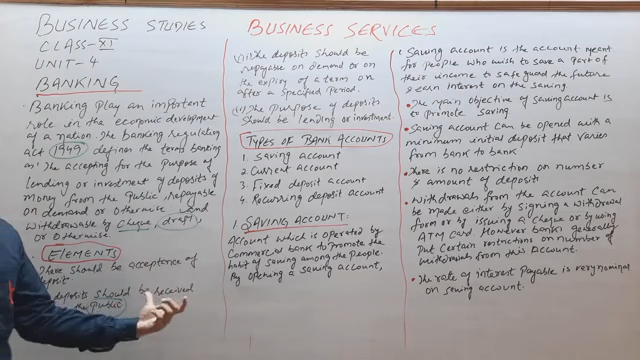 BUSINESS STUDIES
CLASS-XI
UNIT-4
BANKING
Banking play an important
role in the economic development
of a nation. The banking regulation
act 1949 defines the term banking
as "The accepting for the purpose of
lending or investment of deposits of
money from the Public, repayable
on demand or otherwise and
withdrawable by cheque, draft,
or otherwise.
ELEMENTS
There should be acceptance of
deposit
deposits should be received
the public
BUSINESS SERVICES
The deposits should be
repayable on demand or on
the expiry of a term or
after a specified Period.
The purpose of deposits
should be lending or investment.
TYPES OF BANK ACCOUNTS
1. Saving account
2. Current account
3. Fixed deposit account
4. Recurring deposit account
1. SAVING ACCOUNT:
Account which is operated by
Commercial bank to promote the
habit of saving among the People.
By opening a saving account,
Saving account is the account meant
for people who wish to save a part of
their income to safe guard the future
& earn interest on the saving
• The main objective of saving account is
to promote saving
• Saving account can be opened with a
minimum initial deposit that varies
from bank to bank.
• There is no restriction on number
& amount of deposit
• Withdrawals from the account can
be made either by signing a withdrawal
form or by issuing a cheque or by using
ATM card. However banks generally
Put certain restrictions on number of
withdrawals from this Account.
• The rate of interest Payable is very nominal
on saving account.